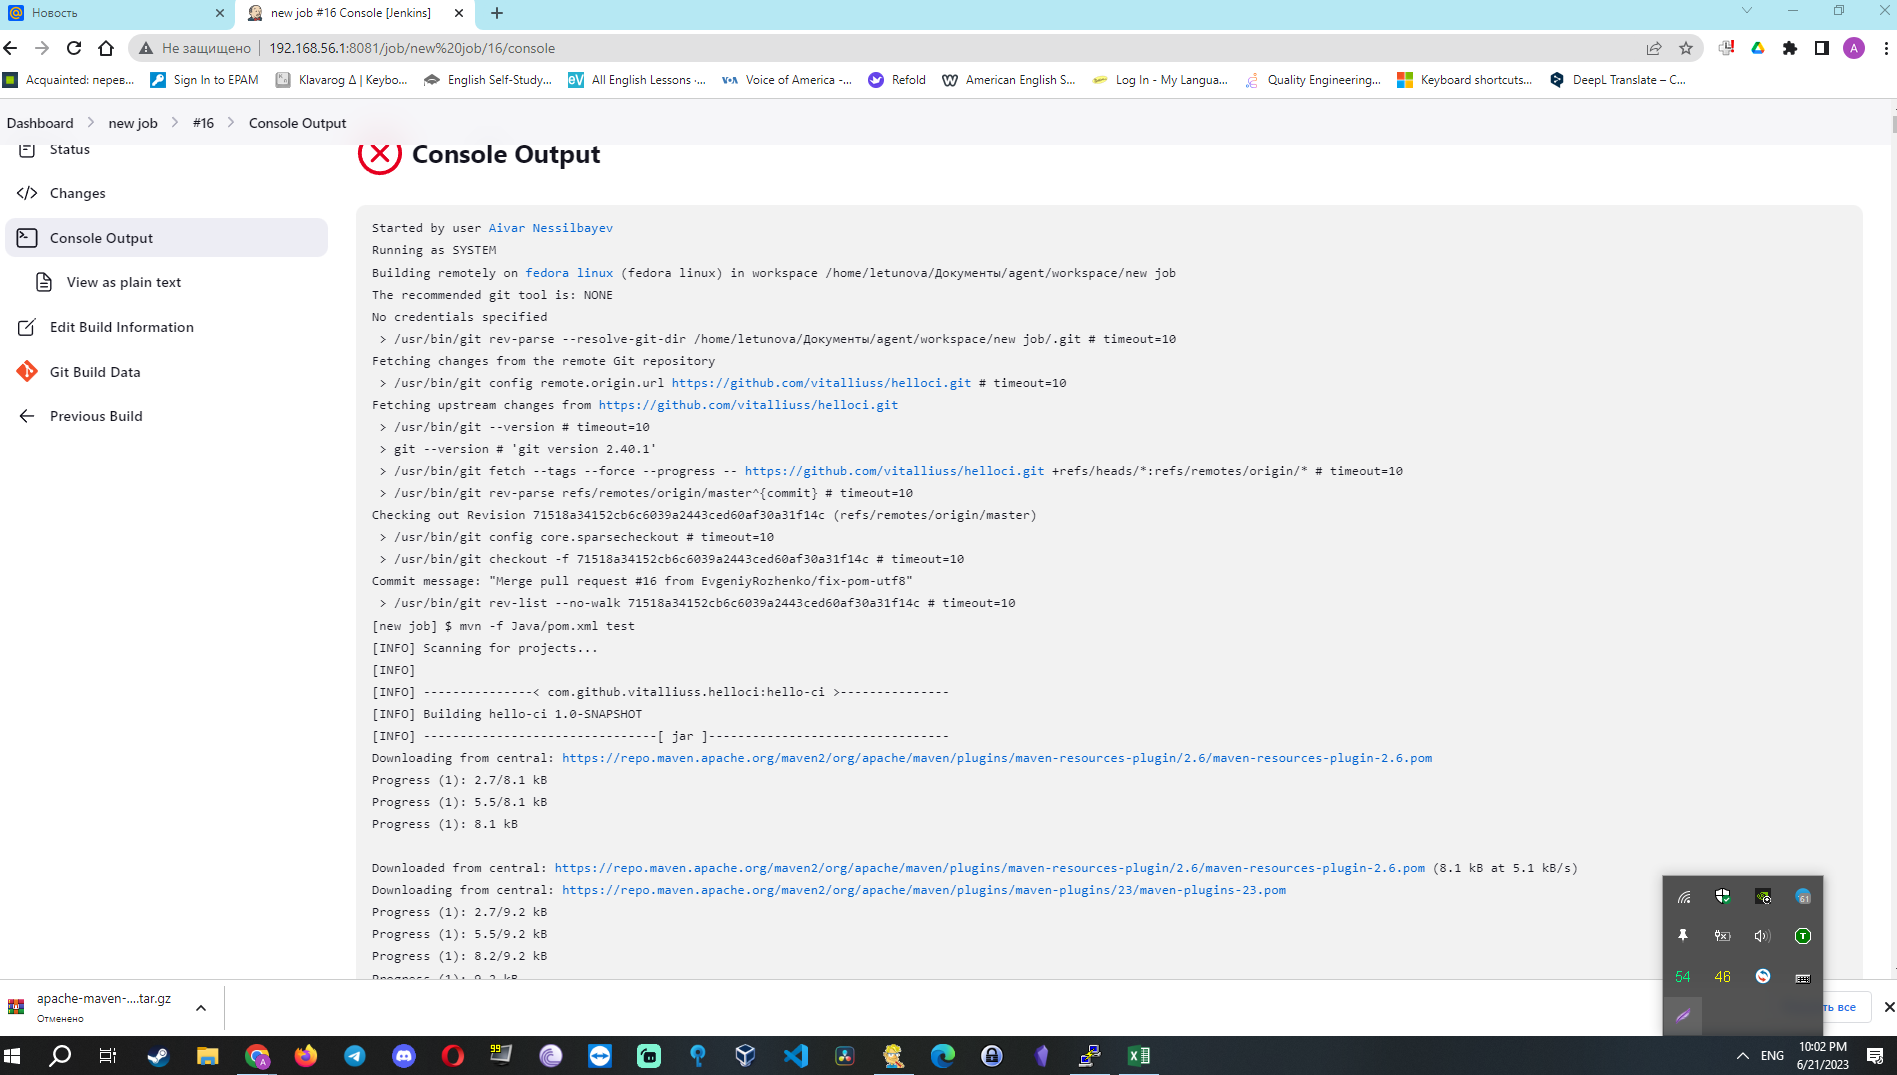 Новость
new job #16 Console [Jenkins]
Не защищено
192.168.56.1:8081/job/new%20job/16/console
A
Acquainted: перев...
Sign In to EPAM
Klavarog Δ | Keybo...
English Self-Study...
All English Lessons ·...
Voice of America -...
Refold
American English S...
Log In - My Langua...
Quality Engineering...
Keyboard shortcuts...
DeepL Translate – C...
Dashboard
new job
#16
Console Output
Status
Changes
Console Output
View as plain text
Edit Build Information
Git Build Data
Previous Build
Console Output
Started by user Aivar Nessilbayev
Running as SYSTEM
Building remotely on fedora linux (fedora linux) in workspace /home/letunova/Документы/agent/workspace/new job
The recommended git tool is: NONE
No credentials specified
> /usr/bin/git rev-parse --resolve-git-dir /home/letunova/Документы/agent/workspace/new job/.git # timeout=10
Fetching changes from the remote Git repository
> /usr/bin/git config remote.origin.url https://github.com/vitalliuss/helloci.git # timeout=10
Fetching upstream changes from https://github.com/vitalliuss/helloci.git
> /usr/bin/git --version # timeout=10
> git --version # 'git version 2.40.1'
> /usr/bin/git fetch --tags --force --progress -- https://github.com/vitalliuss/helloci.git +refs/heads/*:refs/remotes/origin/* # timeout=10
> /usr/bin/git rev-parse refs/remotes/origin/master^{commit} # timeout=10
Checking out Revision 71518a34152cb6c6039a2443ced60af30a31f14c (refs/remotes/origin/master)
> /usr/bin/git config core.sparsecheckout # timeout=10
> /usr/bin/git checkout -f 71518a34152cb6c6039a2443ced60af30a31f14c # timeout=10
Commit message: "Merge pull request #16 from EvgeniyRozhenko/fix-pom-utf8"
> /usr/bin/git rev-list --no-walk 71518a34152cb6c6039a2443ced60af30a31f14c # timeout=10
[new job] $ mvn -f Java/pom.xml test
[INFO] Scanning for projects...
[INFO]
[INFO] ---------------< com.github.vitalliuss.helloci:hello-ci >---------------
[INFO] Building hello-ci 1.0-SNAPSHOT
[INFO] --------------------------------[ jar ]---------------------------------
Downloading from central: https://repo.maven.apache.org/maven2/org/apache/maven/plugins/maven-resources-plugin/2.6/maven-resources-plugin-2.6.pom
Progress (1): 2.7/8.1 kB
Progress (1): 5.5/8.1 kB
Progress (1): 8.1 kB
Downloaded from central: https://repo.maven.apache.org/maven2/org/apache/maven/plugins/maven-resources-plugin/2.6/maven-resources-plugin-2.6.pom (8.1 kB at 5.1 kB/s)
Downloading from central: https://repo.maven.apache.org/maven2/org/apache/maven/plugins/maven-plugins/23/maven-plugins-23.pom
Progress (1): 2.7/9.2 kB
Progress (1): 5.5/9.2 kB
Progress (1): 8.2/9.2 kB
Progress (1): 9.2 kB
61
T
54
46
apache-maven-....tar.gz
Отменено
ть все
99
ENG
10:02 PM
6/21/2023